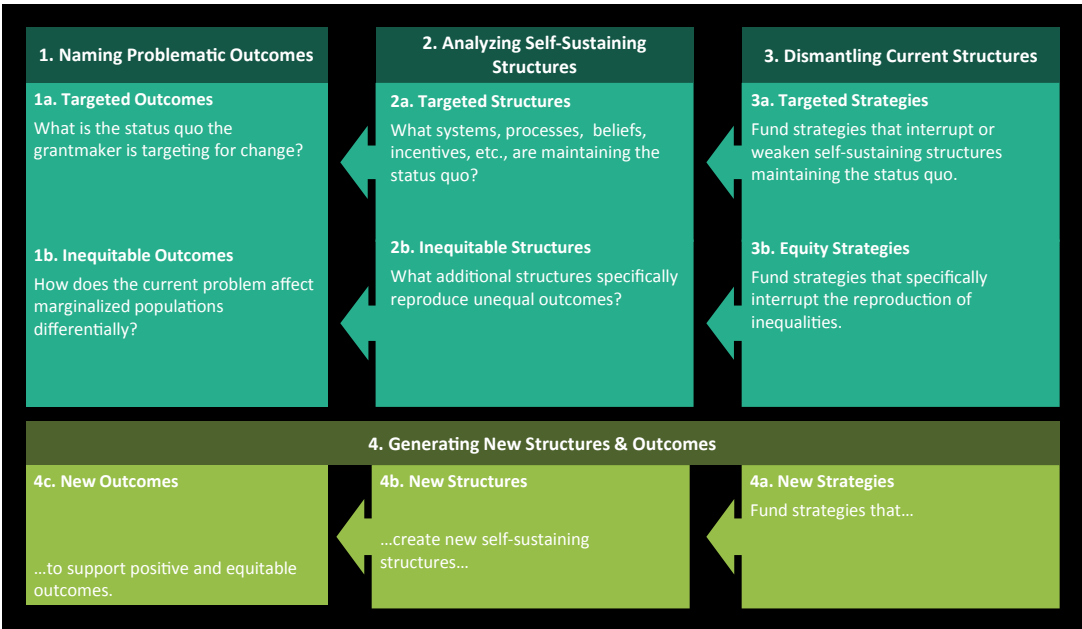 1. Naming Problematic Outcomes
1a. Targeted Outcomes
What is the status quo the
grantmaker is targeting for change?
1b. Inequitable Outcomes
How does the current problem affect
marginalized populations
differentially?
2. Analyzing Self-Sustaining
Structures
2a. Targeted Structures
What systems, processes,  beliefs,
incentives, etc., are maintaining the
status quo?
2b. Inequitable Structures
What additional structures specifically
reproduce unequal outcomes?
3. Dismantling Current Structures
3a. Targeted Strategies
Fund strategies that interrupt or
weaken self-sustaining structures
maintaining the status quo.
3b. Equity Strategies
Fund strategies that specifically
interrupt the reproduction of
inequalities.
4. Generating New Structures & Outcomes
4c. New Outcomes
…to support positive and equitable
outcomes.
4b. New Structures
…create new self-sustaining
structures…
4a. New Strategies
Fund strategies that…